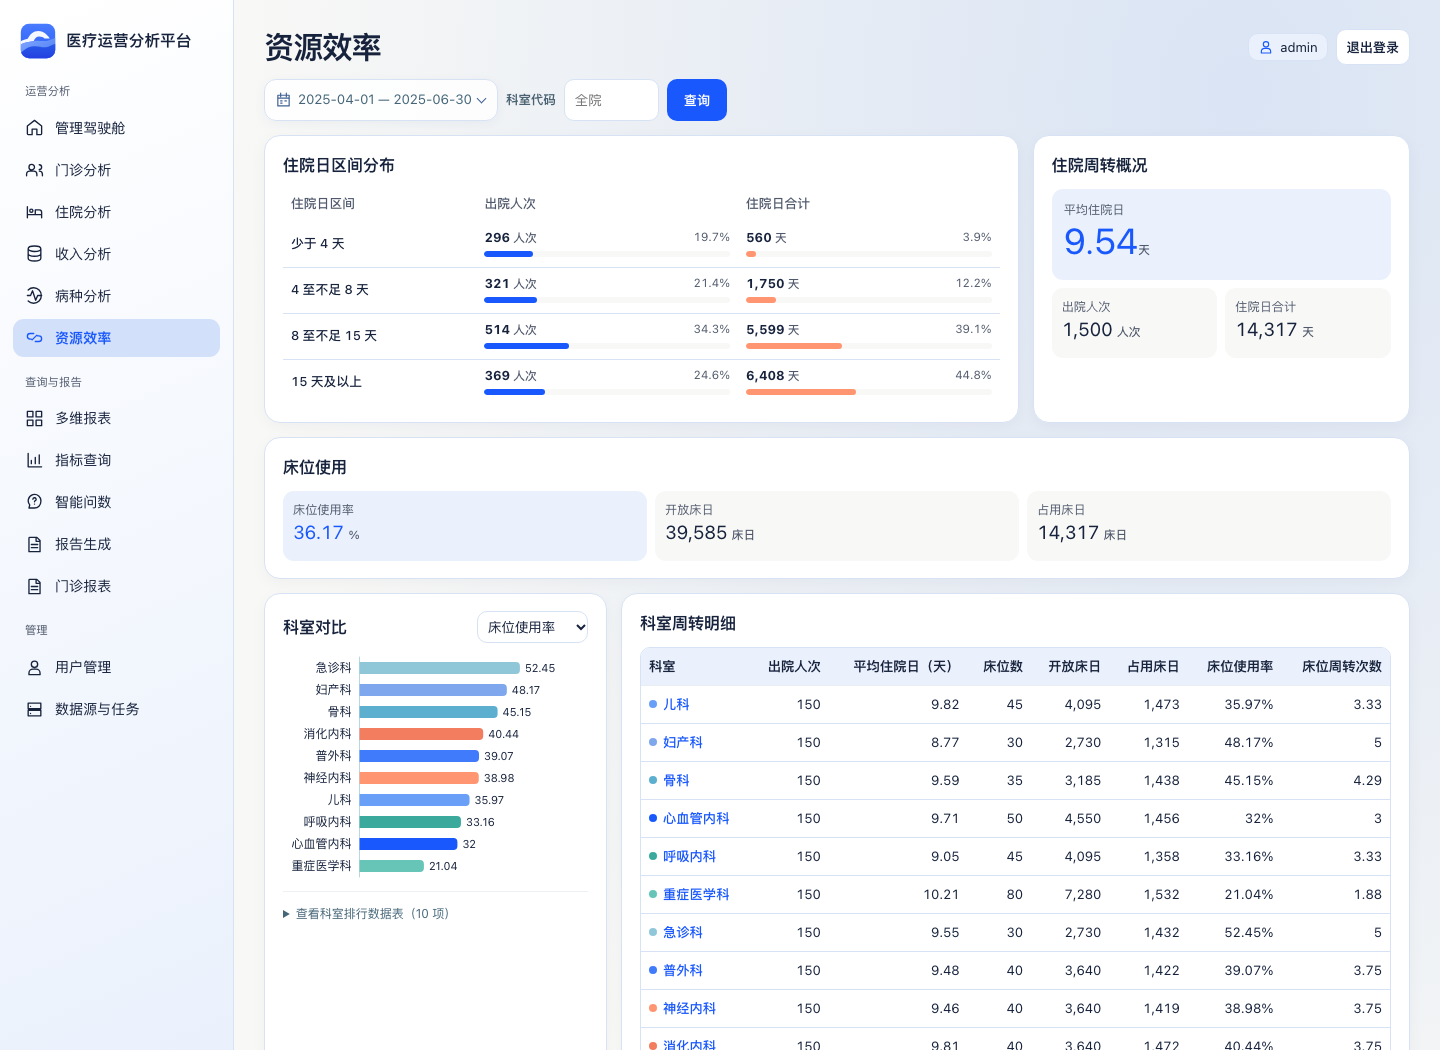 医疗运营分析平台
运营分析
管理驾驶舱
门诊分析
住院分析
收入分析
病种分析
资源效率
查询与报告
多维报表
指标查询
智能问数
报告生成
门诊报表
管理
用户管理
数据源与任务
资源效率
admin
退出登录
2025-04-01 — 2025-06-30
科室代码
全院
查询
住院日区间分布
住院日区间 出院人次 住院日合计
少于 4 天 296 人次 19.7% 560 天 3.9%
4 至不足 8 天 321 人次 21.4% 1,750 天 12.2%
8 至不足 15 天 514 人次 34.3% 5,599 天 39.1%
15 天及以上 369 人次 24.6% 6,408 天 44.8%
住院周转概况
平均住院日
9.54天
出院人次
1,500 人次
住院日合计
14,317 天
床位使用
床位使用率
36.17 %
开放床日
39,585 床日
占用床日
14,317 床日
科室对比
床位使用率
急诊科 52.45
妇产科 48.17
骨科 45.15
消化内科 40.44
普外科 39.07
神经内科 38.98
儿科 35.97
呼吸内科 33.16
心血管内科 32
重症医学科 21.04
查看科室排行数据表（10 项）
科室周转明细
科室 出院人次 平均住院日（天） 床位数 开放床日 占用床日 床位使用率 床位周转次数
儿科 150 9.82 45 4,095 1,473 35.97% 3.33
妇产科 150 8.77 30 2,730 1,315 48.17% 5
骨科 150 9.59 35 3,185 1,438 45.15% 4.29
心血管内科 150 9.71 50 4,550 1,456 32% 3
呼吸内科 150 9.05 45 4,095 1,358 33.16% 3.33
重症医学科 150 10.21 80 7,280 1,532 21.04% 1.88
急诊科 150 9.55 30 2,730 1,432 52.45% 5
普外科 150 9.48 40 3,640 1,422 39.07% 3.75
神经内科 150 9.46 40 3,640 1,419 38.98% 3.75
消化内科 150 9.81 40 3,640 1,472 40.44% 3.75